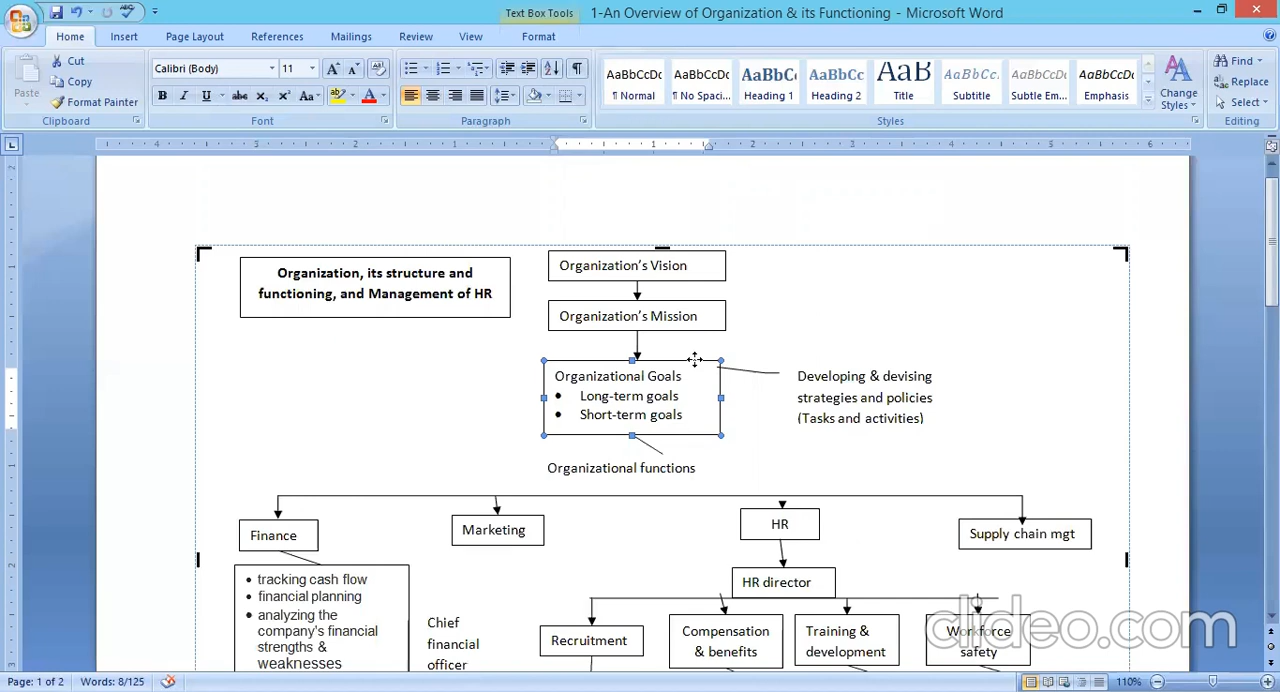 Text Box Tools
1-An Overview of Organization & its Functioning - Microsoft Word
Home Insert Page Layout References Mailings Review View Format
Paste
Cut
Copy
Format Painter
Clipboard
Calibri (Body) 11
Font
Paragraph
AaBbCcDc AaBbCcDc AaBbCc AaBbCc AaB AaBbCc. AaBbCcDc AaBbCcDc
¶ Normal ¶ No Spaci... Heading 1 Heading 2 Title Subtitle Subtle Em... Emphasis
Change
Styles
Styles
Find
Replace
Select
Editing
Organization, its structure and
functioning, and Management of HR
Organization's Vision
Organization's Mission
Organizational Goals
• Long-term goals
• Short-term goals
Developing & devising
strategies and policies
(Tasks and activities)
Organizational functions
Finance
Marketing
HR
Supply chain mgt
HR director
• tracking cash flow
• financial planning
• analyzing the
company's financial
strengths &
weaknesses
Chief
financial
officer
Recruitment
Compensation
& benefits
Training &
development
Workforce
safety
clideo.com
Page: 1 of 2 Words: 8/125 110%